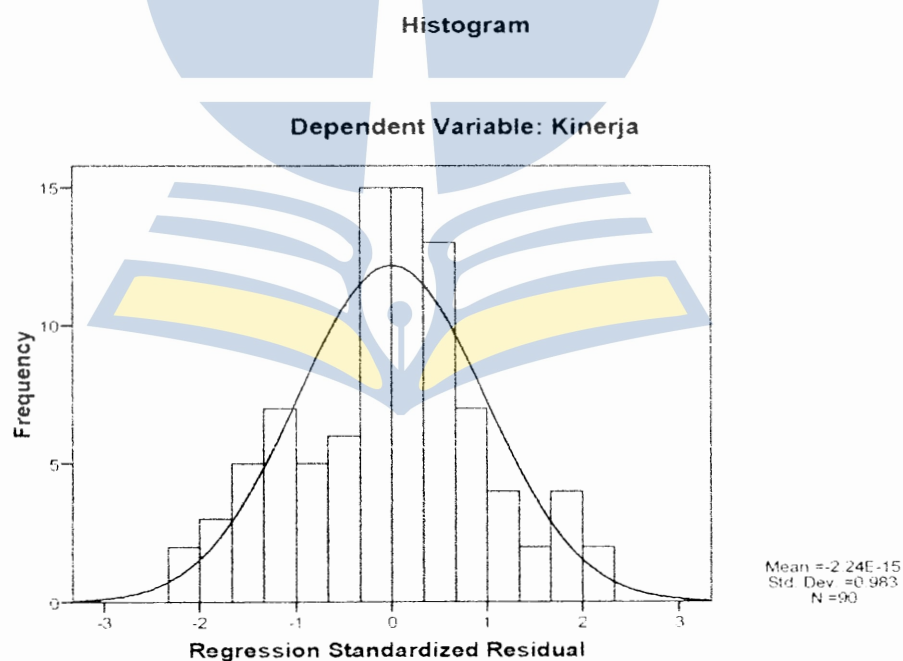 Histogram
Dependent Variable: Kinerja
15
10
5
0
Frequency
-3 -2 -1 0 1 2 3
Regression Standardized Residual
Mean =-2.24E-15
Std. Dev. =0.983
N =90